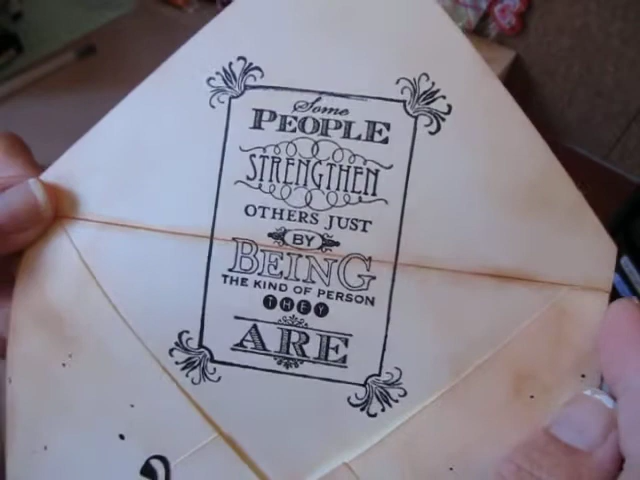 Some
PEOPLE
STRENGTHEN
OTHERS JUST
BY
BEING
THE KIND OF PERSON
THEY
ARE